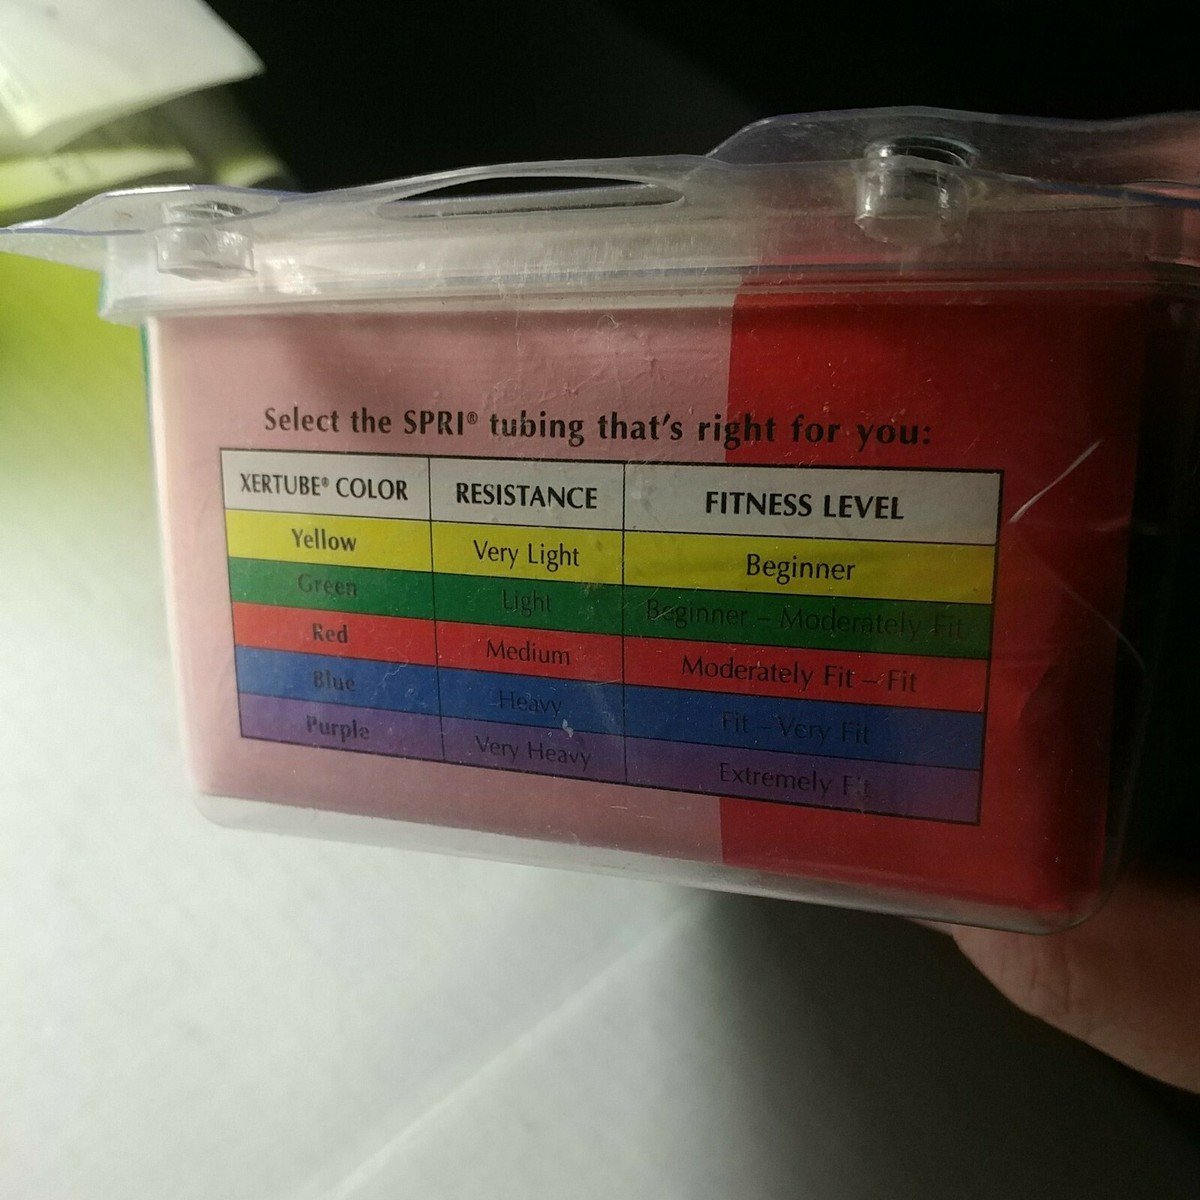 Select the SPRI® tubing that's right for you:
XERTUBE® COLOR RESISTANCE FITNESS LEVEL
Yellow Very Light Beginner
Green Light Beginner – Moderately Fit
Red Medium Moderately Fit – Fit
Blue Heavy Fit – Very Fit
Purple Very Heavy Extremely Fit